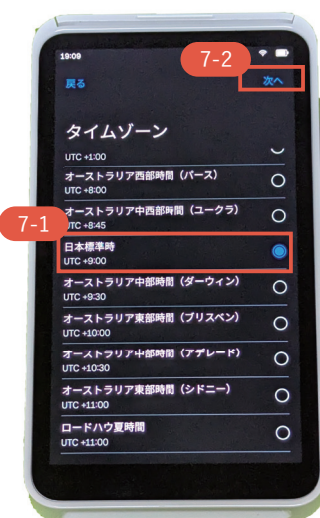 19:09
7-2
戻る
次へ
タイムゾーン
UTC +1:00
オーストラリア西部時間（パース）
UTC +8:00
オーストラリア中西部時間（ユークラ）
UTC +8:45
7-1
日本標準時
UTC +9:00
オーストラリア中部時間（ダーウィン）
UTC +9:30
オーストラリア東部時間（ブリスベン）
UTC +10:00
オーストラリア中部時間（アデレード）
UTC +10:30
オーストラリア東部時間（シドニー）
UTC +11:00
ロードハウ夏時間
UTC +11:00